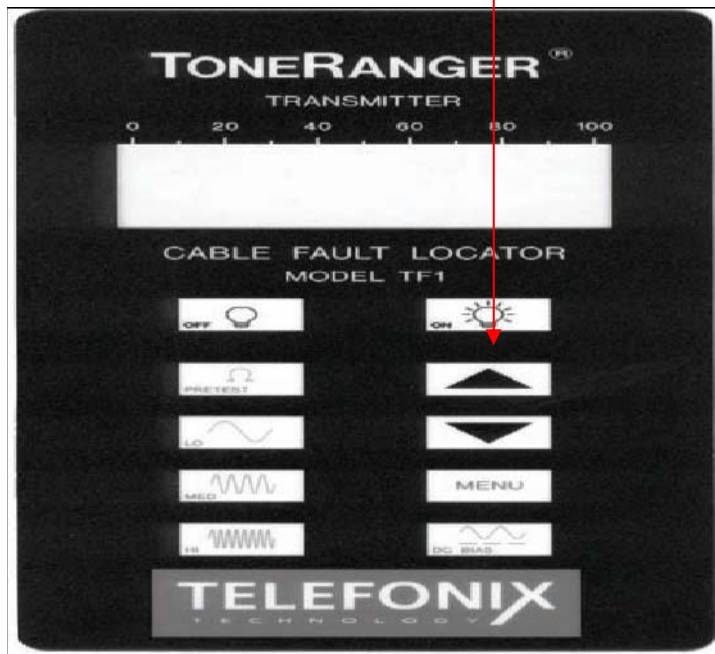 TONERANGER®
TRANSMITTER
0 20 40 60 80 100
CABLE FAULT LOCATOR
MODEL TF1
OFF ON
Ω
PRETEST
LO
MED MENU
HI DC BIAS
TELEFONIX
TECHNOLOGY